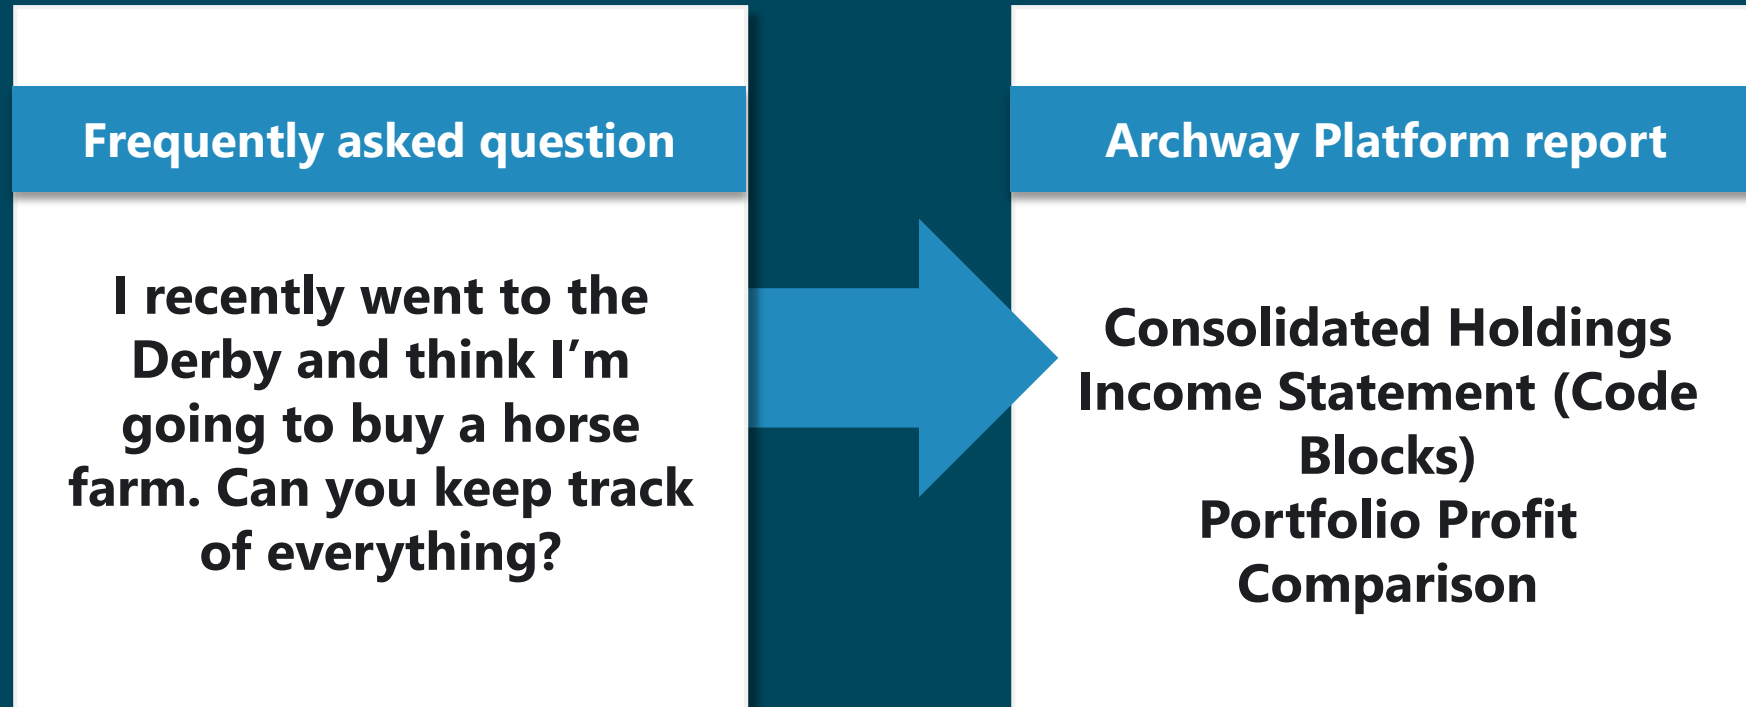 Frequently asked question
I recently went to the
Derby and think I’m
going to buy a horse
farm. Can you keep track
of everything?
Archway Platform report
Consolidated Holdings
Income Statement (Code
Blocks)
Portfolio Profit
Comparison